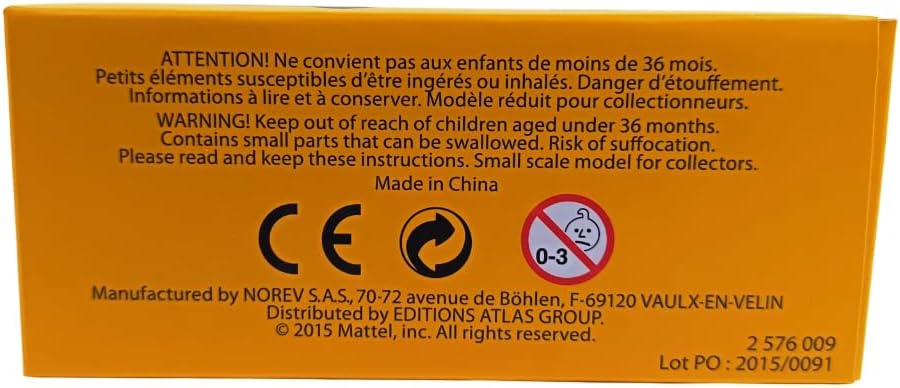 ATTENTION! Ne convient pas aux enfants de moins de 36 mois.
Petits éléments susceptibles d'être ingérés ou inhalés. Danger d'étouffement.
Informations à lire et à conserver. Modèle réduit pour collectionneurs.
WARNING! Keep out of reach of children aged under 36 months.
Contains small parts that can be swallowed. Risk of suffocation.
Please read and keep these instructions. Small scale model for collectors.
Made in China
CE
0-3
Manufactured by NOREV S.A.S., 70-72 avenue de Böhlen, F-69120 VAULX-EN-VELIN
Distributed by EDITIONS ATLAS GROUP.
© 2015 Mattel, inc. All rights reserved.
2 576 009
Lot PO : 2015/0091